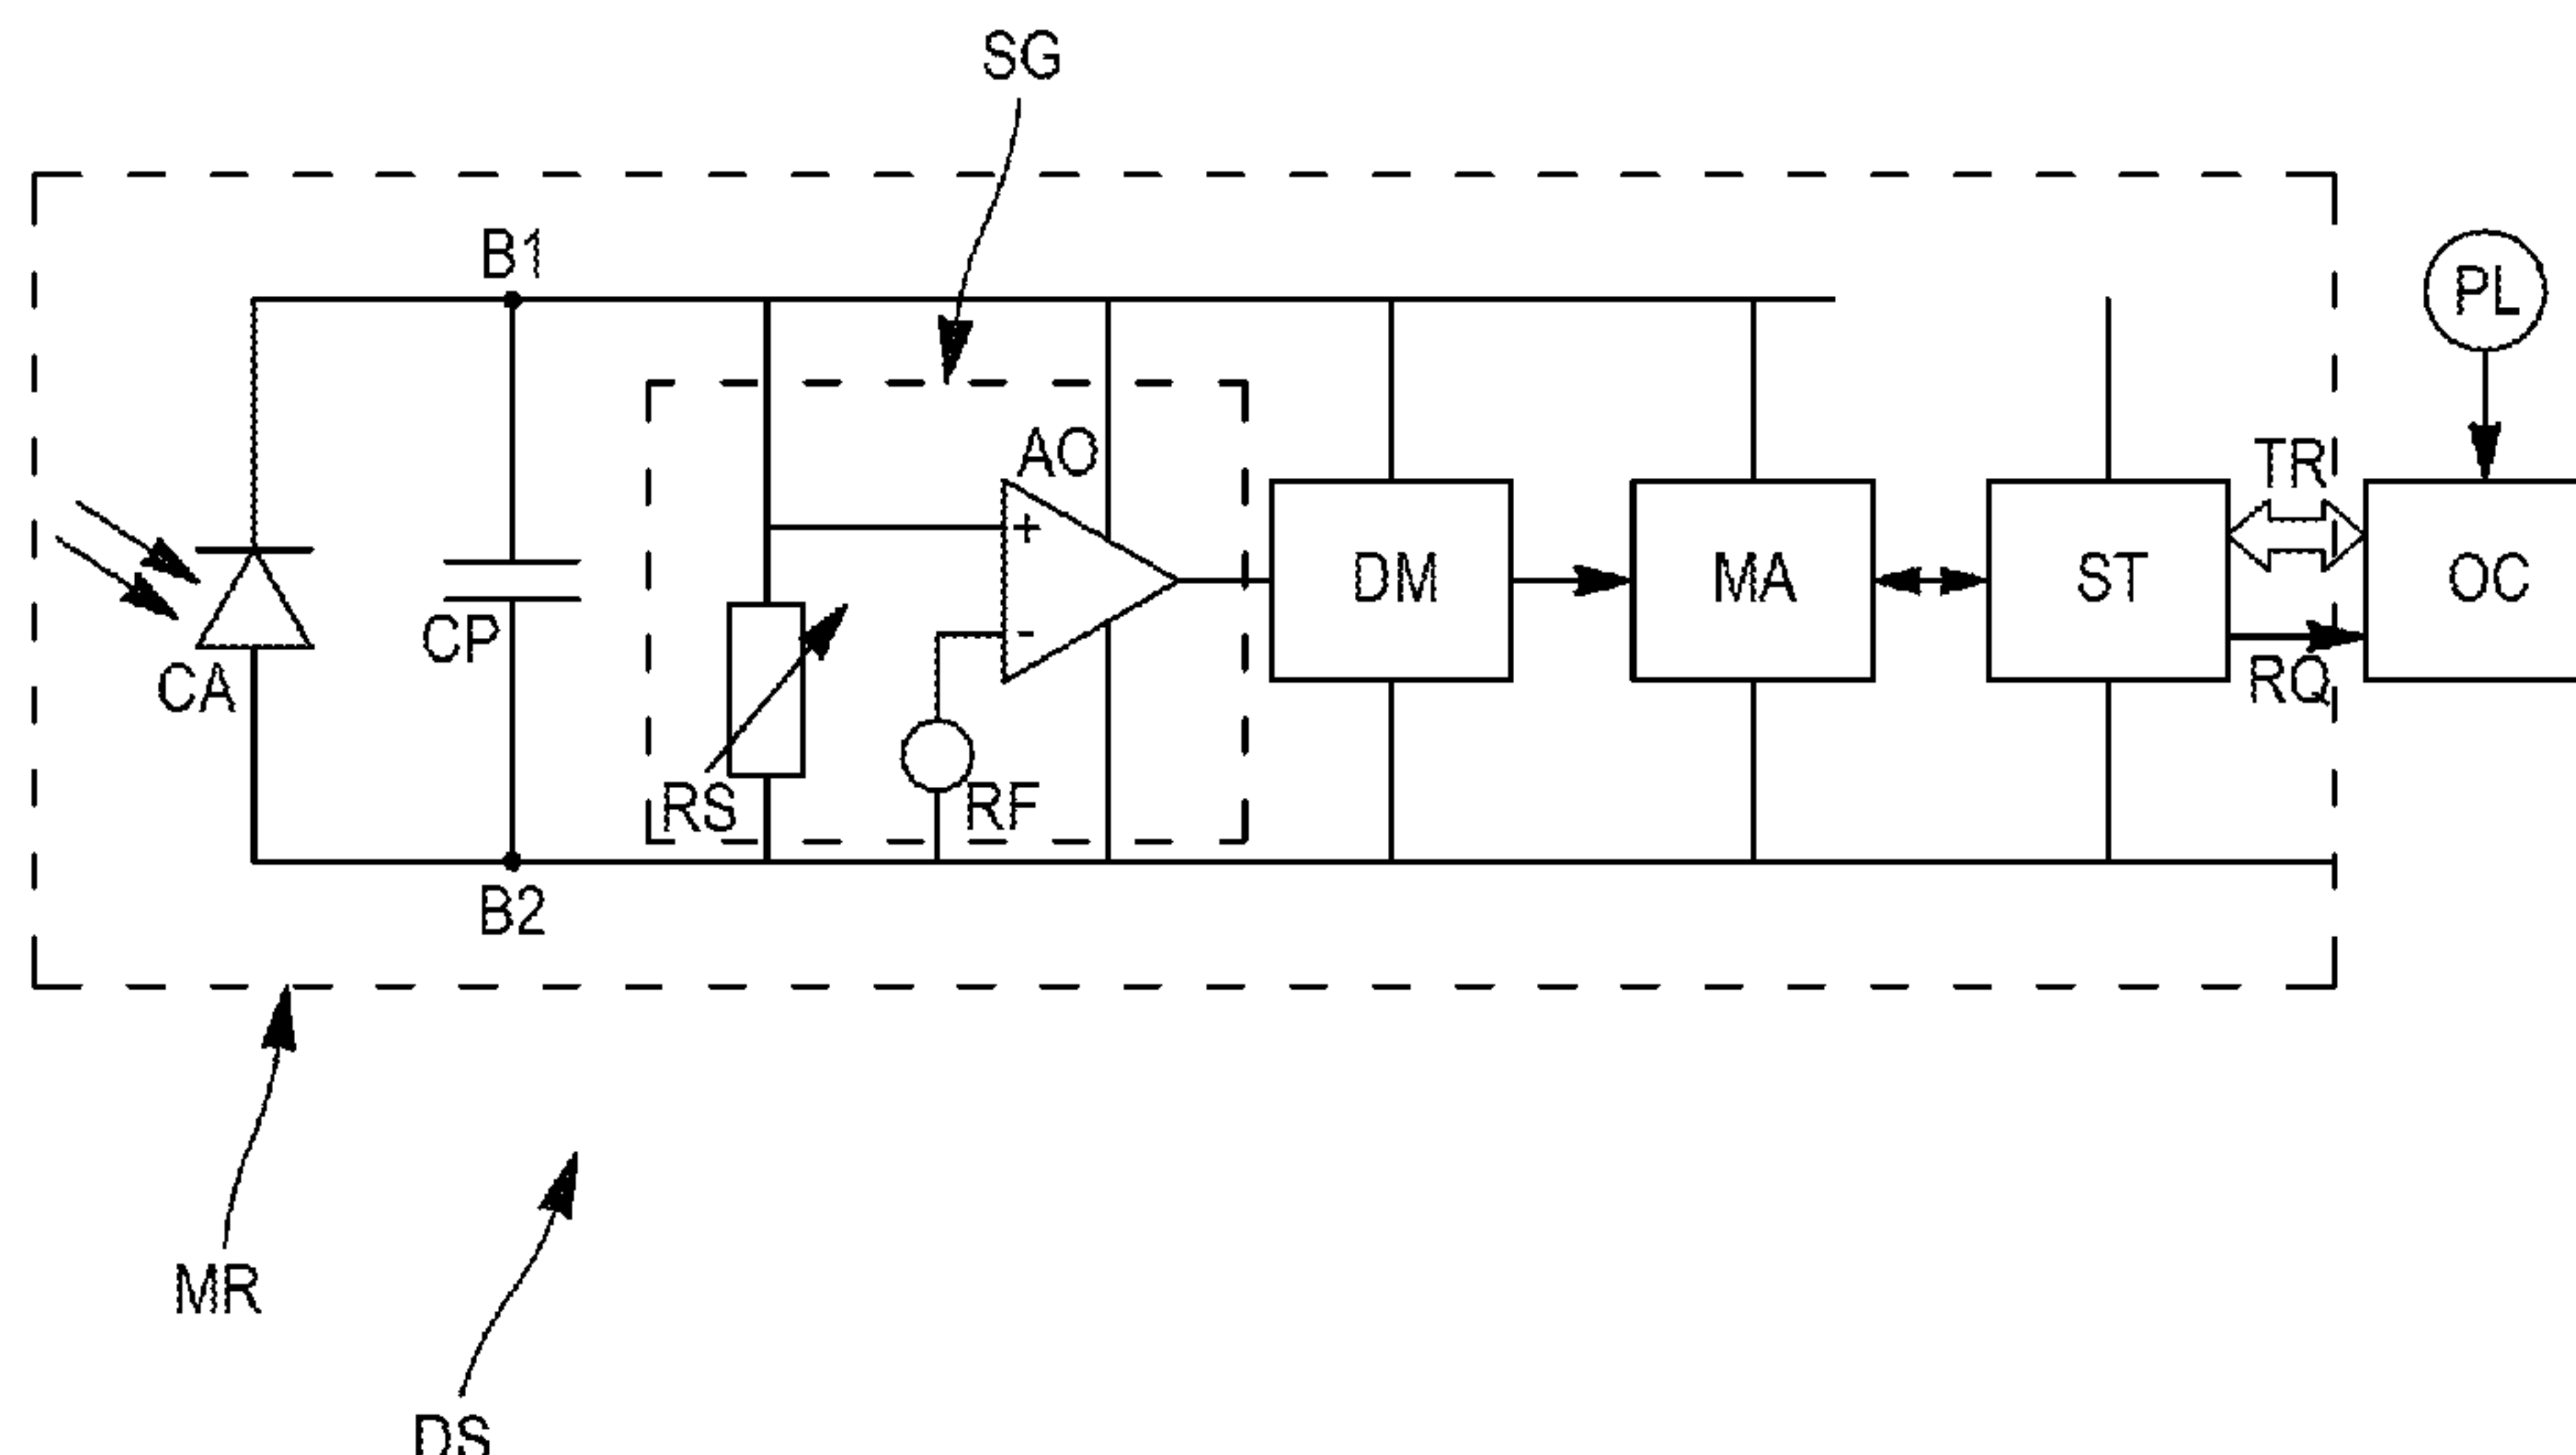 SG
B1
PL
AO
TR
+
DM
MA
ST
OC
-
CP
CA
RQ
RS
RF
B2
MR
DS